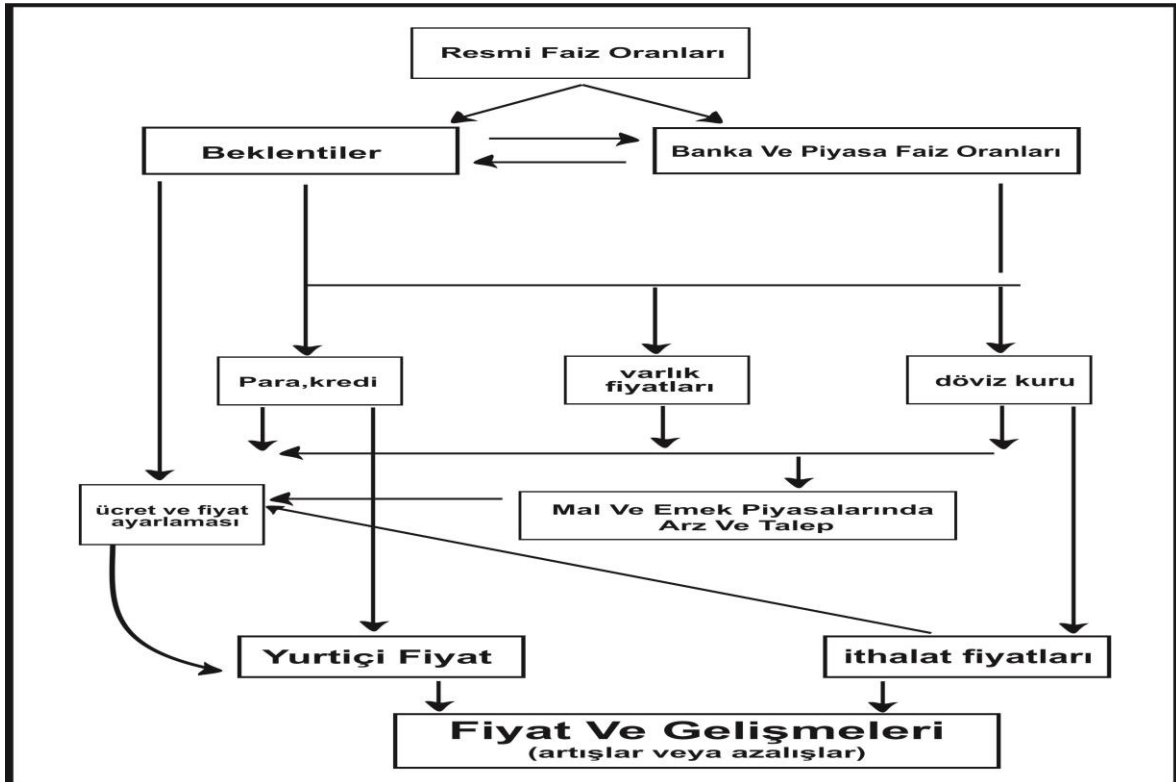 Resmi Faiz Oranları
Beklentiler
Banka Ve Piyasa Faiz Oranları
Para,kredi
varlık
fiyatları
döviz kuru
ücret ve fiyat
ayarlaması
Mal Ve Emek Piyasalarında
Arz Ve Talep
Yurtiçi Fiyat
ithalat fiyatları
Fiyat Ve Gelişmeleri
(artışlar veya azalışlar)